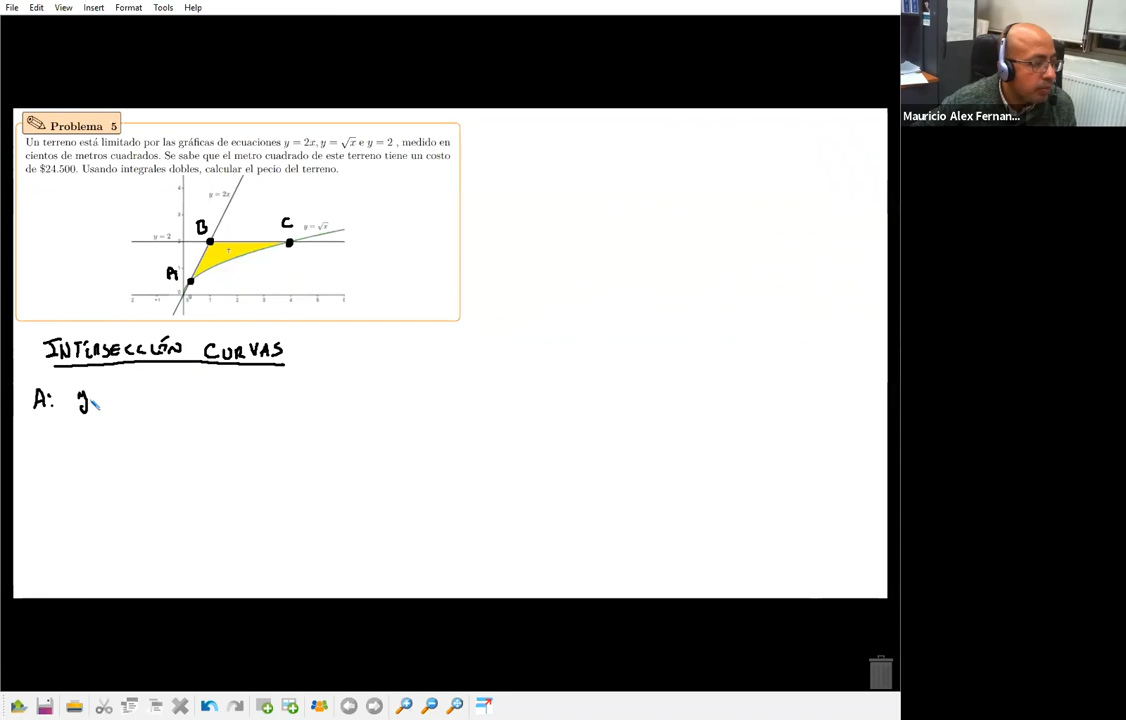 File Edit View Insert Format Tools Help
Mauricio Alex Fernan...
Problema 5
Un terreno está limitado por las gráficas de ecuaciones y = 2x, y = √x e y = 2 , medido en
cientos de metros cuadrados. Se sabe que el metro cuadrado de este terreno tiene un costo
de $24.500. Usando integrales dobles, calcular el pecio del terreno.
y = 2x
B C y = √x
y = 2
T
A
INTERSECCIÓN CURVAS
A: y